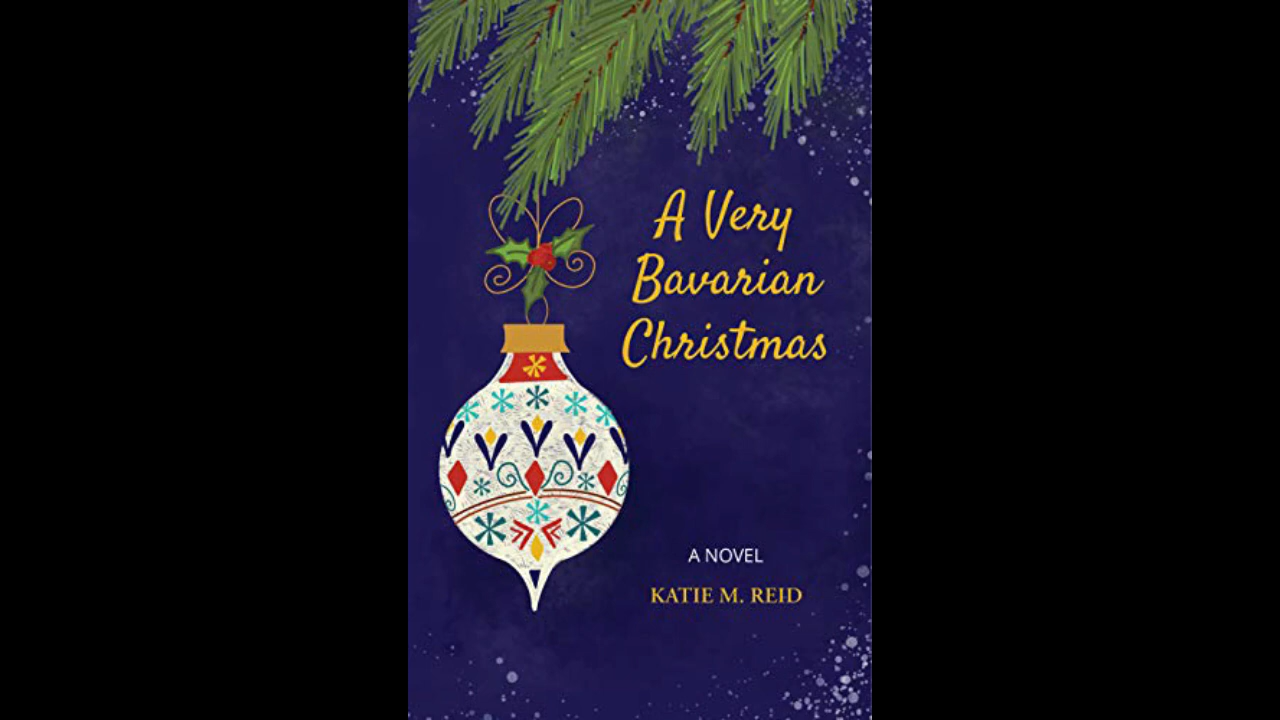 A Very
Bavarian
Christmas
A NOVEL
KATIE M. REID